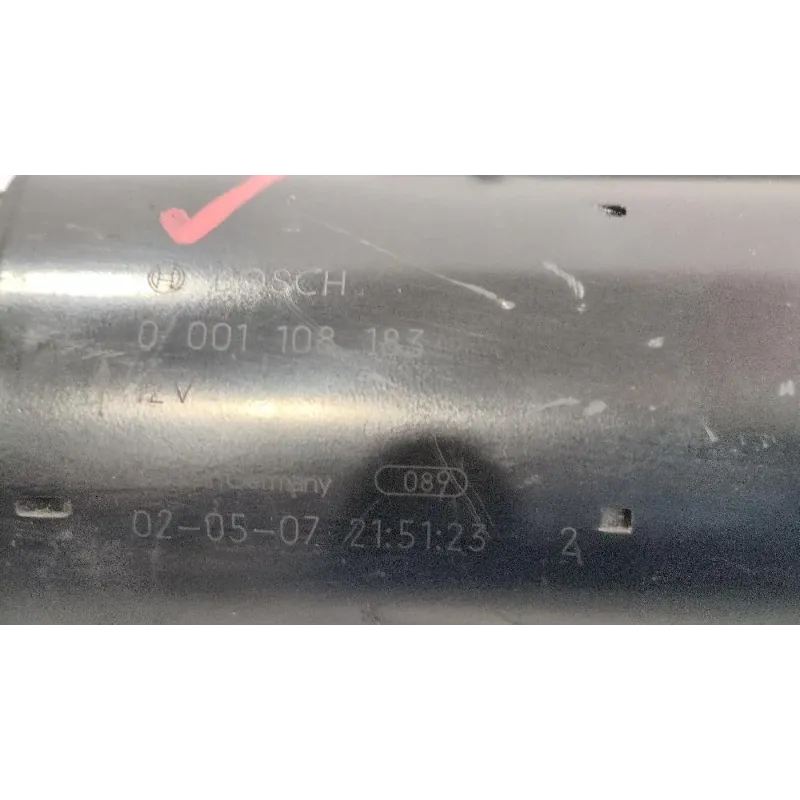 BOSCH
0 001 108 183
12 V
Germany 089
02-05-07 21:51:23 2